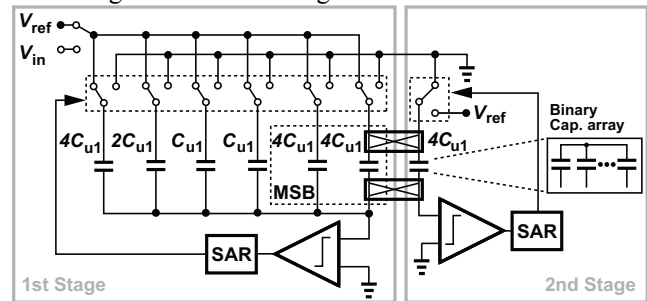 Vref
Vin
Vref
Binary
Cap. array
4Cu1 2Cu1 Cu1 Cu1 4Cu1 4Cu1 4Cu1
MSB
SAR
SAR
1st Stage
2nd Stage